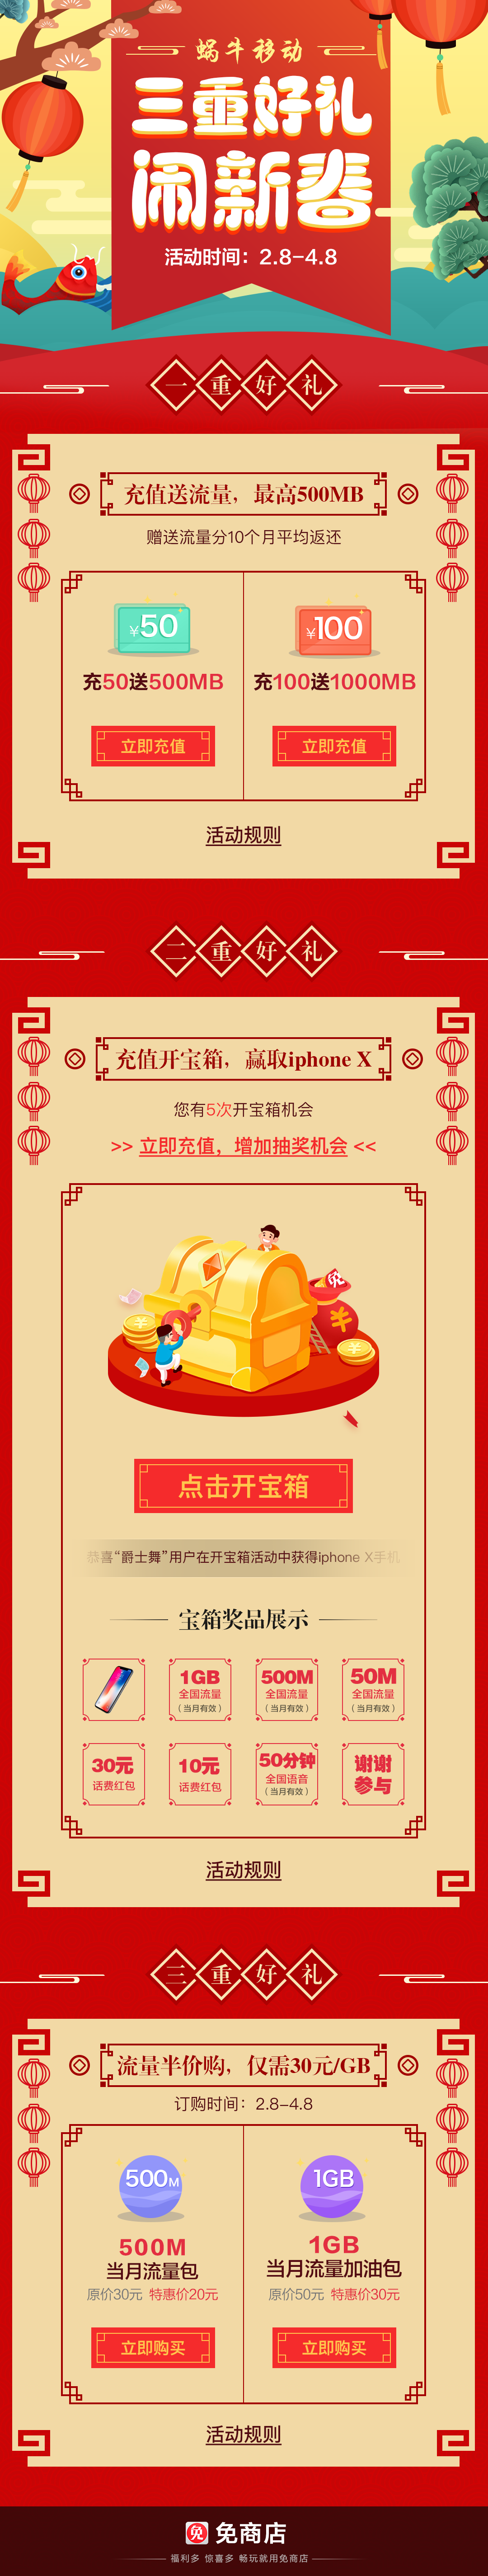 蜗牛移动
三重好礼
闹新春
活动时间：2.8-4.8
一重好礼
充值送流量，最高500MB
赠送流量分10个月平均返还
¥50
¥100
充50送500MB
充100送1000MB
立即充值
立即充值
活动规则
二重好礼
充值开宝箱，赢取iphone X
您有5次开宝箱机会
>> 立即充值，增加抽奖机会 <<
免
¥
¥
¥
点击开宝箱
恭喜“爵士舞”用户在开宝箱活动中获得iphone X手机
宝箱奖品展示
1GB
全国流量
（当月有效）
500M
全国流量
（当月有效）
50M
全国流量
（当月有效）
30元
话费红包
10元
话费红包
50分钟
全国语音
（当月有效）
谢谢
参与
三重好礼
流量半价购，仅需30元/GB
订购时间：2.8-4.8
500M
1GB
500M
当月流量包
原价30元 特惠价20元
1GB
当月流量加油包
原价50元 特惠价30元
立即购买
立即购买
活动规则
免 免商店
福利多 惊喜多 畅玩就用免商店